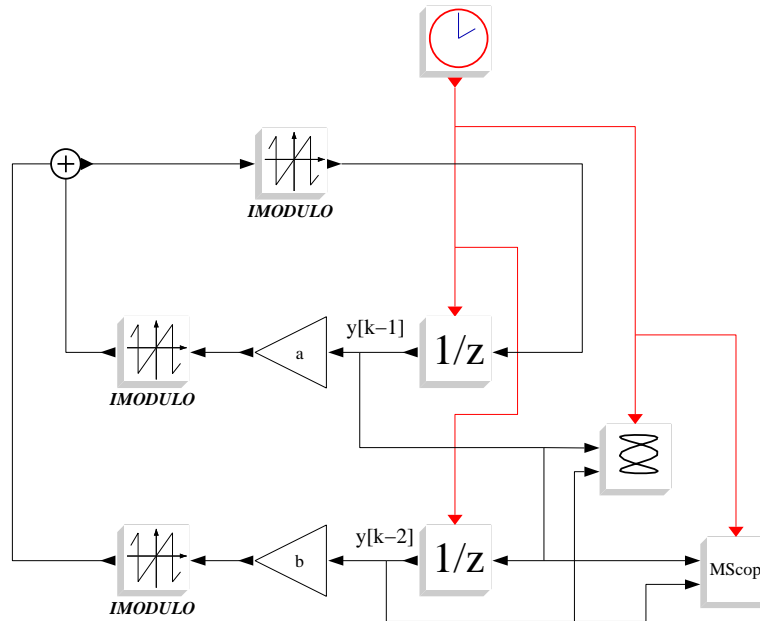 +
IMODULO
y[k−1]
1/z
a
IMODULO
y[k−2]
1/z
b
MScop
IMODULO